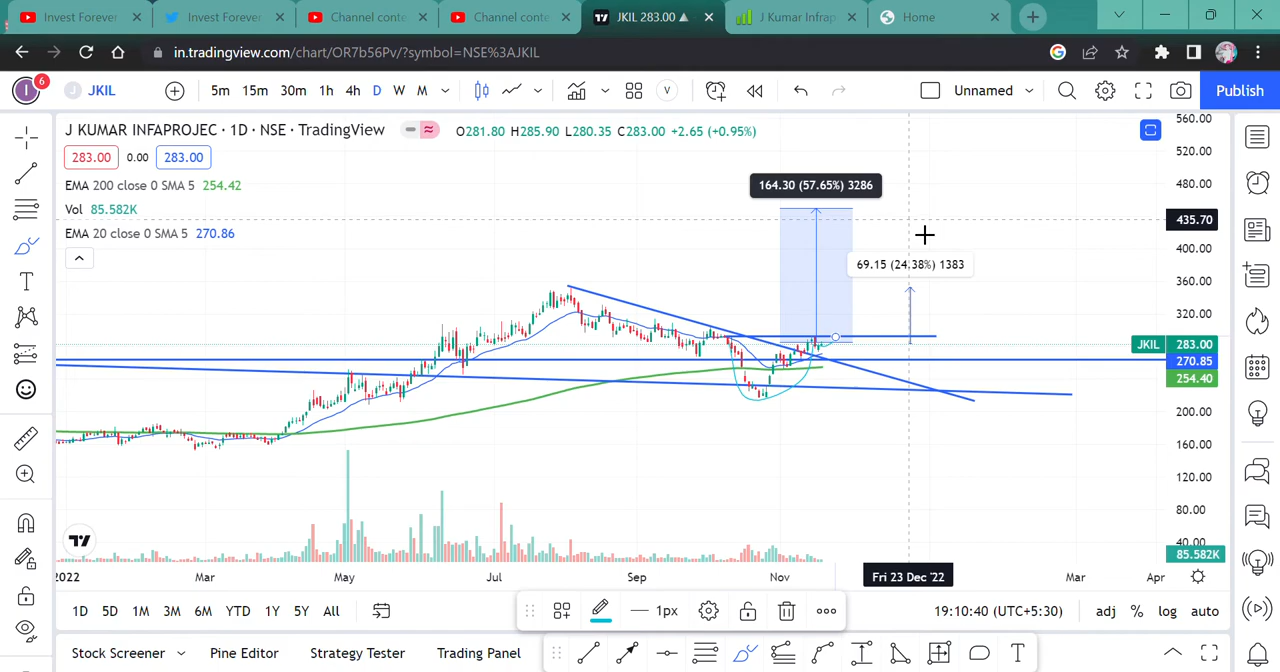 Invest Forever
Invest Forever
Channel conte
Channel conte
JKIL 283.00 ▲
J Kumar Infrap
Home
in.tradingview.com/chart/OR7b56Pv/?symbol=NSE%3AJKIL
I 6
J JKIL
5m 15m 30m 1h 4h D W M
V
Unnamed
Publish
J KUMAR INFAPROJEC · 1D · NSE · TradingView
O281.80 H285.90 L280.35 C283.00 +2.65 (+0.95%)
283.00 0.00 283.00
EMA 200 close 0 SMA 5 254.42
Vol 85.582K
EMA 20 close 0 SMA 5 270.86
164.30 (57.65%) 3286
69.15 (24.38%) 1383
560.00
520.00
480.00
435.70
400.00
360.00
320.00
JKIL 283.00
270.85
254.40
200.00
160.00
120.00
80.00
40.00
85.582K
2022 Mar May Jul Sep Nov Fri 23 Dec '22 Mar Apr
1D 5D 1M 3M 6M YTD 1Y 5Y All
1px
19:10:40 (UTC+5:30)
adj % log auto
Stock Screener
Pine Editor
Strategy Tester
Trading Panel